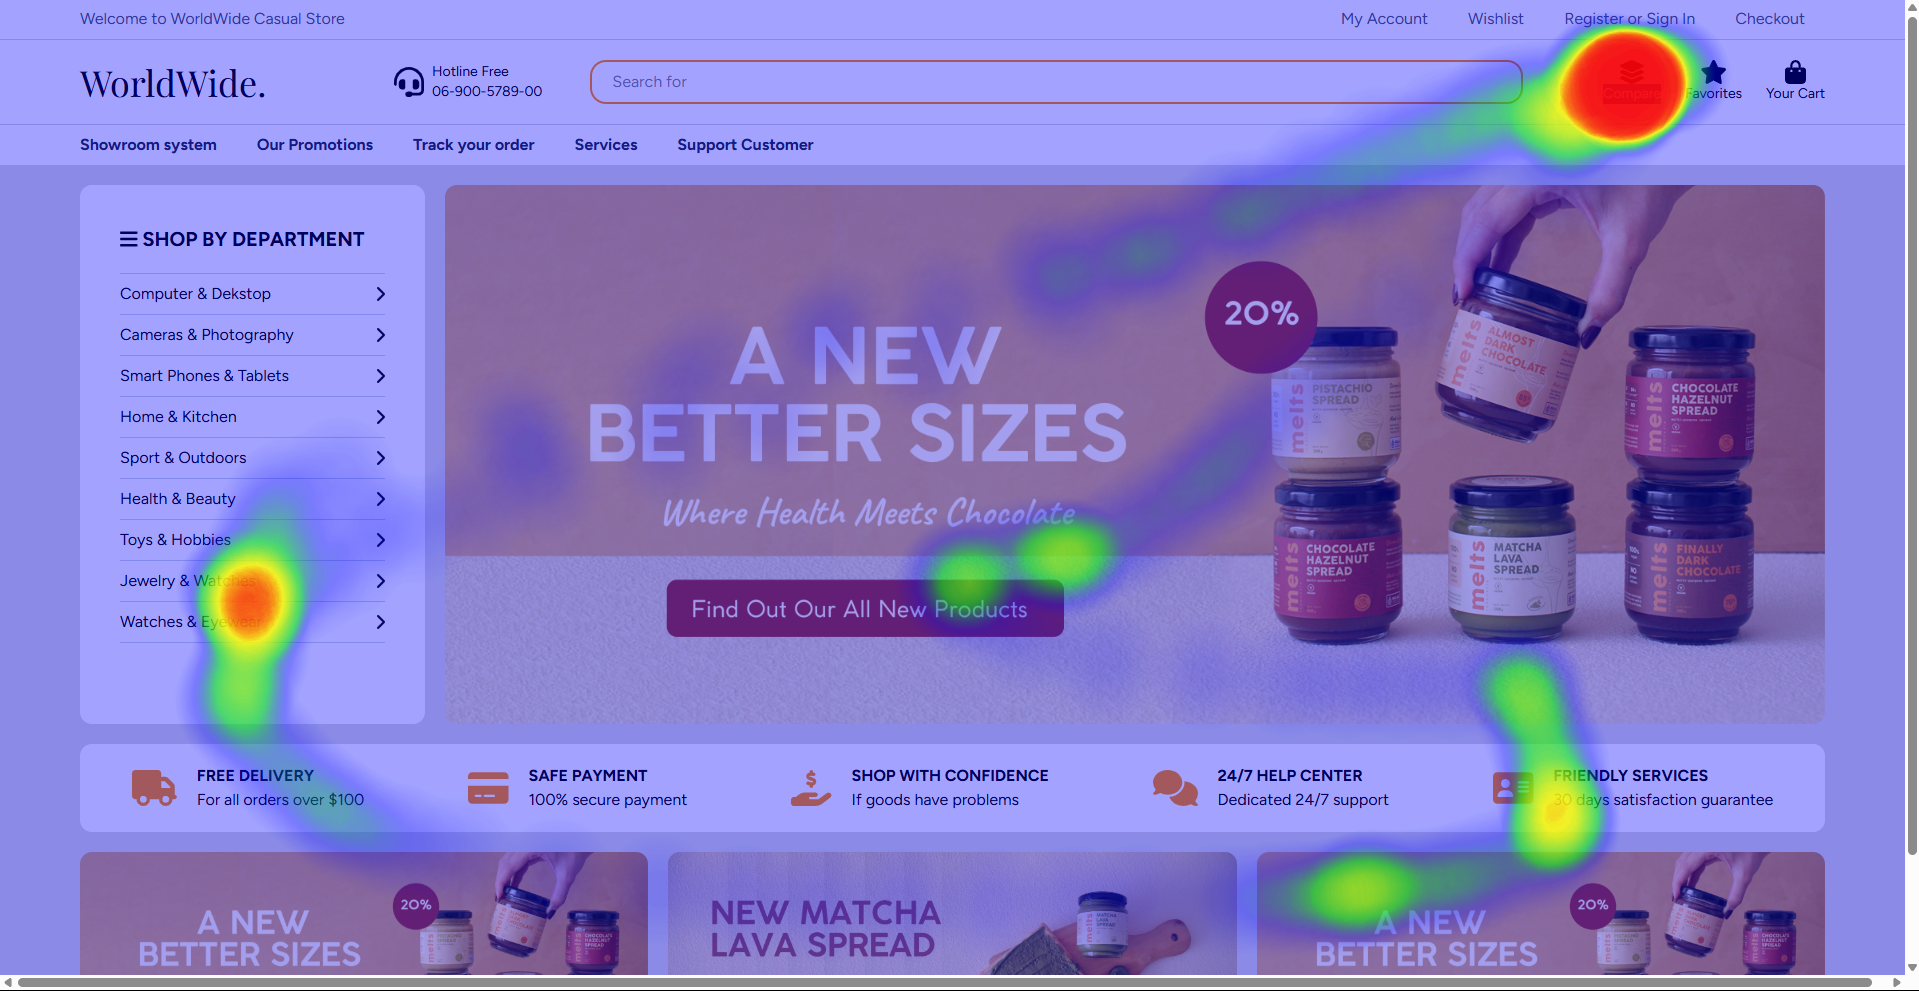 Welcome to WorldWide Casual Store
My Account
Wishlist
Register or Sign In
Checkout
WorldWide.
Hotline Free
06-900-5789-00
Search for
Compare
Favorites
Your Cart
Showroom system
Our Promotions
Track your order
Services
Support Customer
SHOP BY DEPARTMENT
Computer & Dekstop
Cameras & Photography
Smart Phones & Tablets
Home & Kitchen
Sport & Outdoors
Health & Beauty
Toys & Hobbies
Jewelry & Watches
Watches & Eyewear
A NEW
BETTER SIZES
Where Health Meets Chocolate
Find Out Our All New Products
20%
melts
PISTACHIO
SPREAD
melts
ALMOST
DARK
CHOCOLATE
melts
CHOCOLATE
HAZELNUT
SPREAD
melts
CHOCOLATE
HAZELNUT
SPREAD
melts
MATCHA
LAVA
SPREAD
melts
FINALLY
DARK
CHOCOLATE
FREE DELIVERY
For all orders over $100
SAFE PAYMENT
100% secure payment
SHOP WITH CONFIDENCE
If goods have problems
24/7 HELP CENTER
Dedicated 24/7 support
FRIENDLY SERVICES
30 days satisfaction guarantee
A NEW
BETTER SIZES
20%
NEW MATCHA
LAVA SPREAD
A NEW
BETTER SIZES
20%